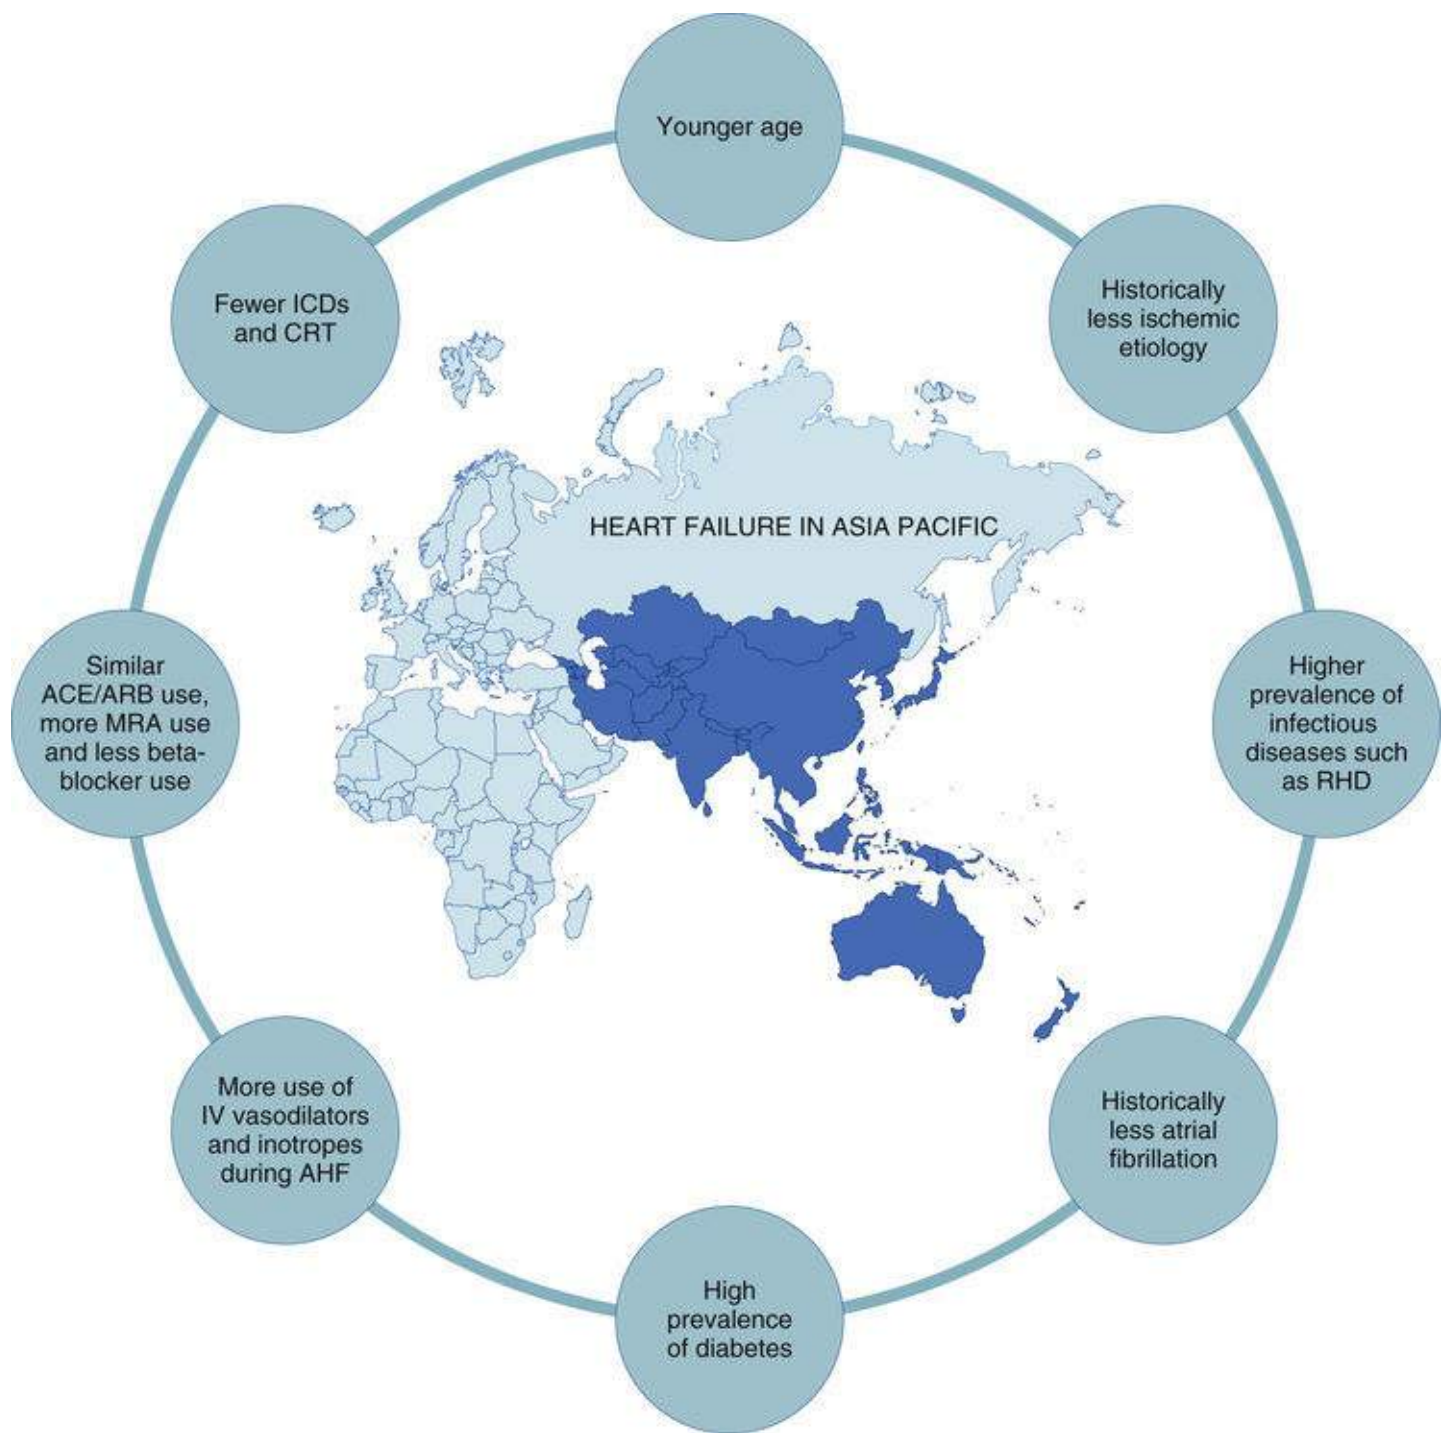 Younger age
Historically
less ischemic
etiology
Higher
prevalence of
infectious
diseases such
as RHD
Historically
less atrial
fibrillation
High
prevalence
of diabetes
More use of
IV vasodilators
and inotropes
during AHF
Similar
ACE/ARB use,
more MRA use
and less beta-
blocker use
Fewer ICDs
and CRT
HEART FAILURE IN ASIA PACIFIC